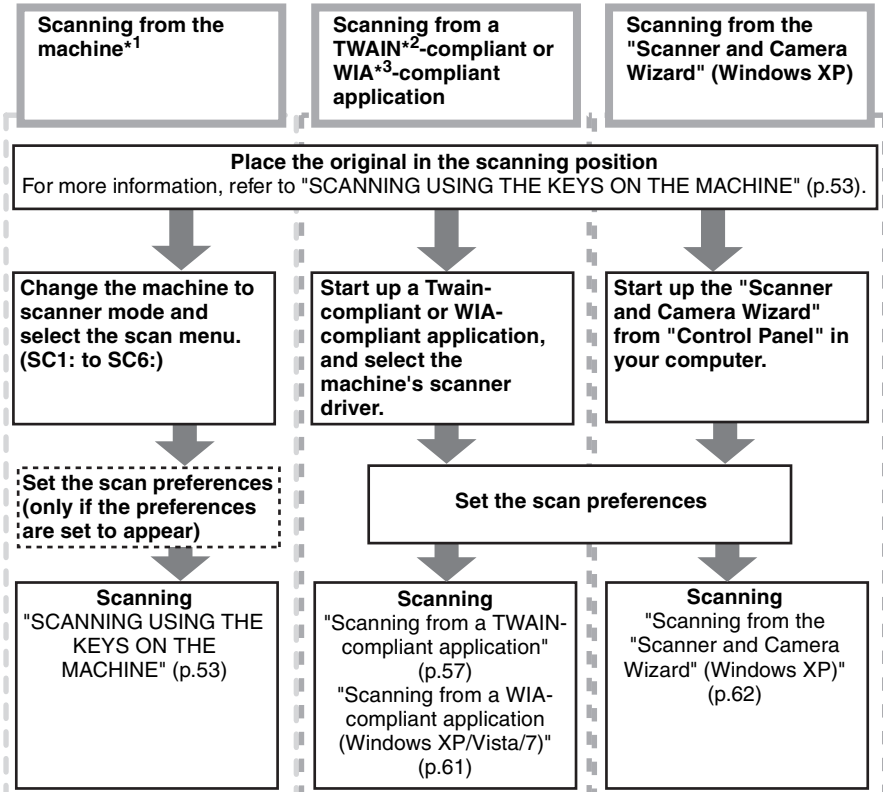 Scanning from the
machine*1
Scanning from a
TWAIN*2-compliant or
WIA*3-compliant
application
Scanning from the
"Scanner and Camera
Wizard" (Windows XP)
Place the original in the scanning position
For more information, refer to "SCANNING USING THE KEYS ON THE MACHINE" (p.53).
Change the machine to
scanner mode and
select the scan menu.
(SC1: to SC6:)
Start up a Twain-
compliant or WIA-
compliant application,
and select the
machine's scanner
driver.
Start up the "Scanner
and Camera Wizard"
from "Control Panel" in
your computer.
Set the scan preferences
(only if the preferences
are set to appear)
Set the scan preferences
Scanning
"SCANNING USING THE
KEYS ON THE
MACHINE" (p.53)
Scanning
"Scanning from a TWAIN-
compliant application"
(p.57)
"Scanning from a WIA-
compliant application
(Windows XP/Vista/7)"
(p.61)
Scanning
"Scanning from the
"Scanner and Camera
Wizard" (Windows XP)"
(p.62)